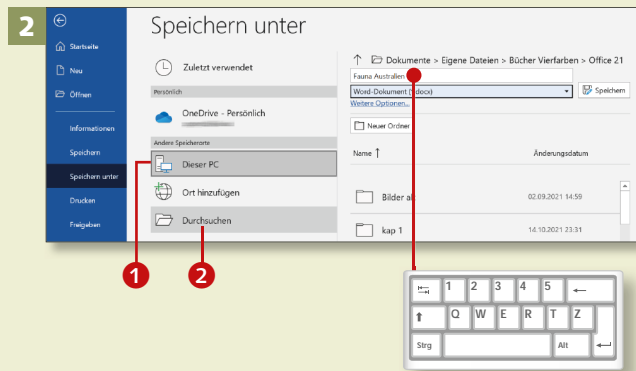 2
Speichern unter
Startseite
Neu
Öffnen
Informationen
Speichern
Speichern unter
Drucken
Freigeben
Zuletzt verwendet
Persönlich
OneDrive - Persönlich
Andere Speicherorte
Dieser PC
Ort hinzufügen
Durchsuchen
Dokumente > Eigene Dateien > Bücher Vierfarben > Office 21
Fauna Australien
Word-Dokument (*.docx)
Speichern
Weitere Optionen...
Neuer Ordner
Name ↑ Änderungsdatum
Bilder 02.09.2021 14:59
kap 1 14.10.2021 23:31
1 2
1 2 3 4 5
Q W E R T Z
Strg Alt